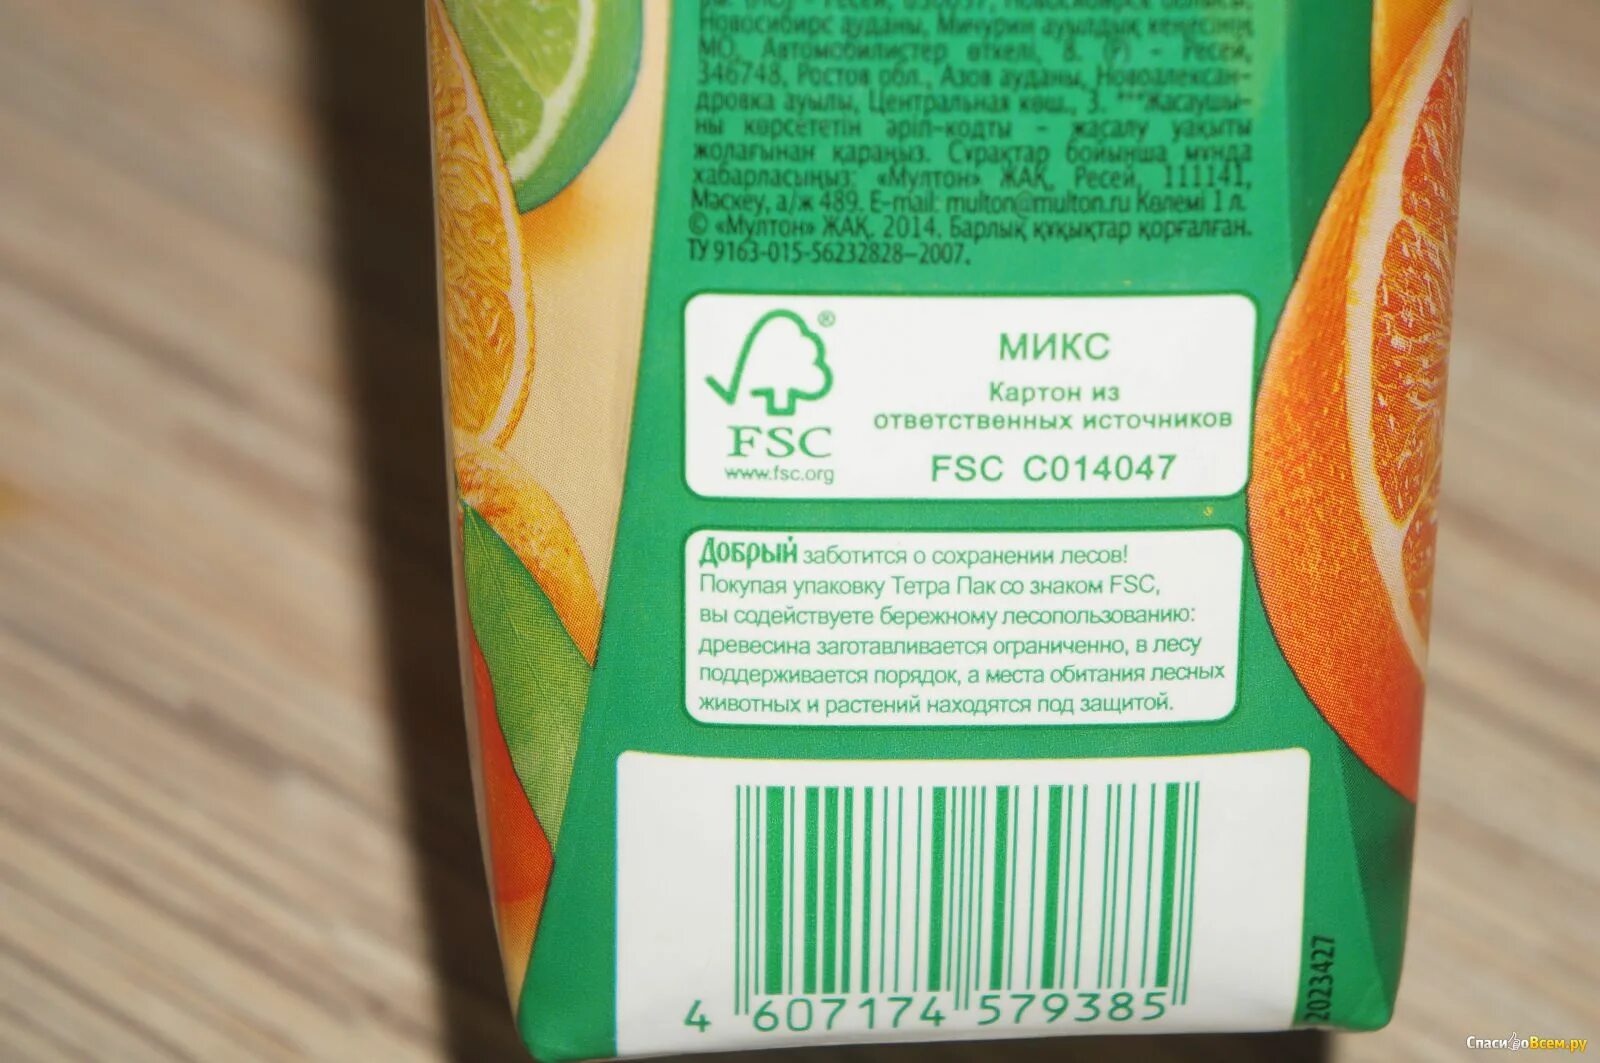 Новосибирс ауданы, Мичурин ауылдық кеңесінің
МО, Автомобилистер өткелі, 8. (Р) - Ресей,
346748, Ростов обл., Азов ауданы, Новоалексан-
дровка ауылы, Центральная көш., 3. ***Жасаушы-
ны көрсететін әріп-кодты - жасалу уақыты
жолағынан қараңыз. Сұрақтар бойынша мұнда
хабарласыңыз: «Мултон» ЖАҚ, Ресей, 111141,
Мәскеу, а/ж 489. E-mail: multon@multon.ru Көлемі 1 л.
© «Мултон» ЖАҚ, 2014. Барлық құқықтар қорғалған.
ТУ 9163-015-56232828-2007.
®
FSC
www.fsc.org
МИКС
Картон из
ответственных источников
FSC C014047
ДОБРЫЙ заботится о сохранении лесов!
Покупая упаковку Тетра Пак со знаком FSC,
вы содействуете бережному лесопользованию:
древесина заготавливается ограниченно, в лесу
поддерживается порядок, а места обитания лесных
животных и растений находятся под защитой.
4 607174 579385
2023427
СпасибоВсем.ру